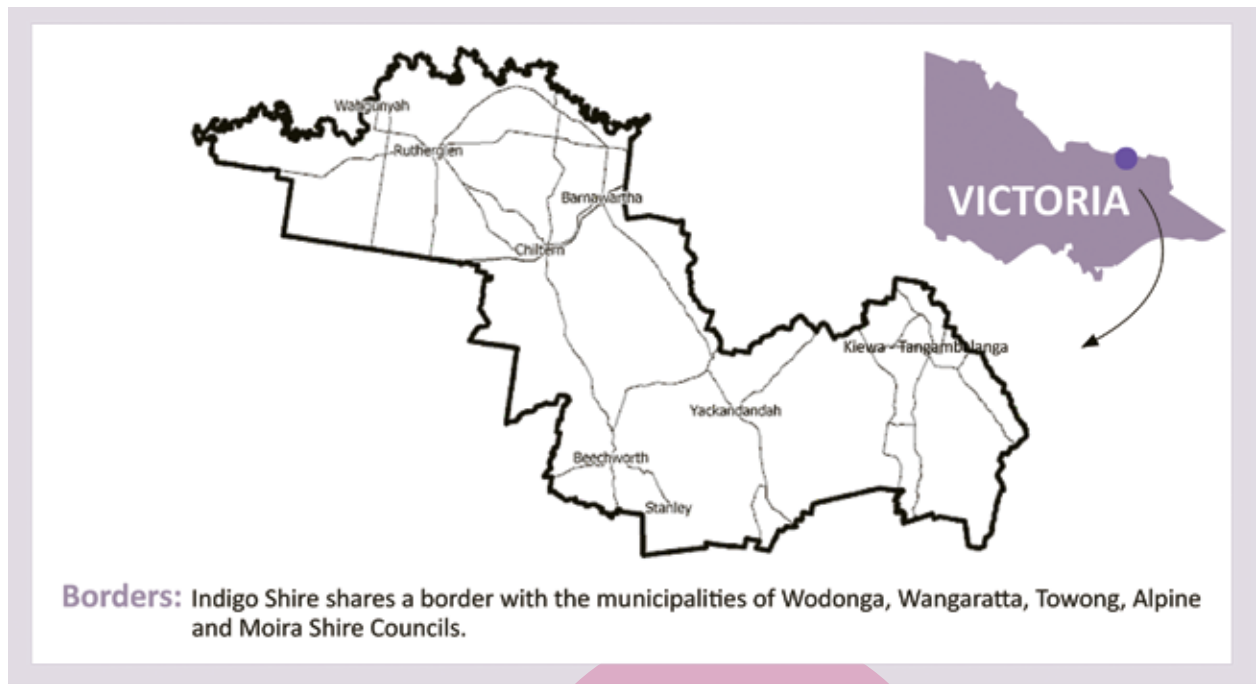 Wahgunyah
Rutherglen
Barnawartha
Chiltern
VICTORIA
Kiewa - Tangambalanga
Yackandandah
Beechworth
Stanley
Borders: Indigo Shire shares a border with the municipalities of Wodonga, Wangaratta, Towong, Alpine
and Moira Shire Councils.